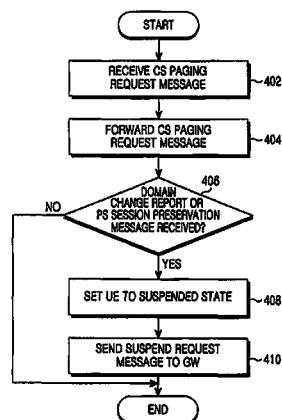 START
RECEIVE CS PAGING
REQUEST MESSAGE
402
FORWARD CS PAGING
REQUEST MESSAGE
404
406
DOMAIN
CHANGE REPORT OR
PS SESSION PRESERVATION
MESSAGE RECEIVED?
NO
YES
SET UE TO SUSPENDED STATE
408
SEND SUSPEND REQUEST
MESSAGE TO GW
410
END